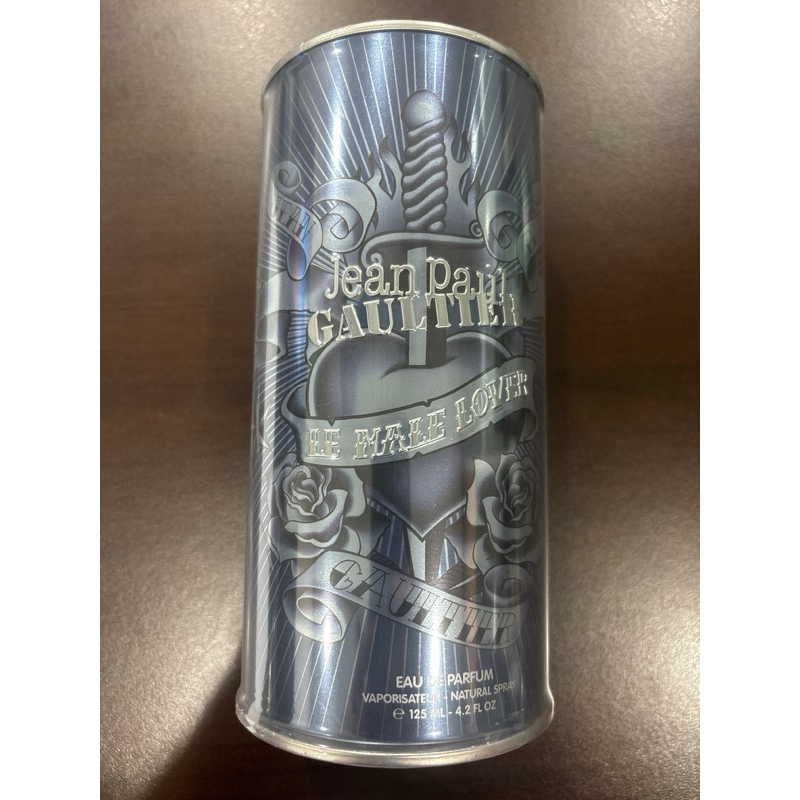 JEAN
Jean Paul
GAULTIER
LE MALE LOVER
GAULTIER
EAU DE PARFUM
VAPORISATEUR - NATURAL SPRAY
℮ 125 ML - 4.2 FL OZ